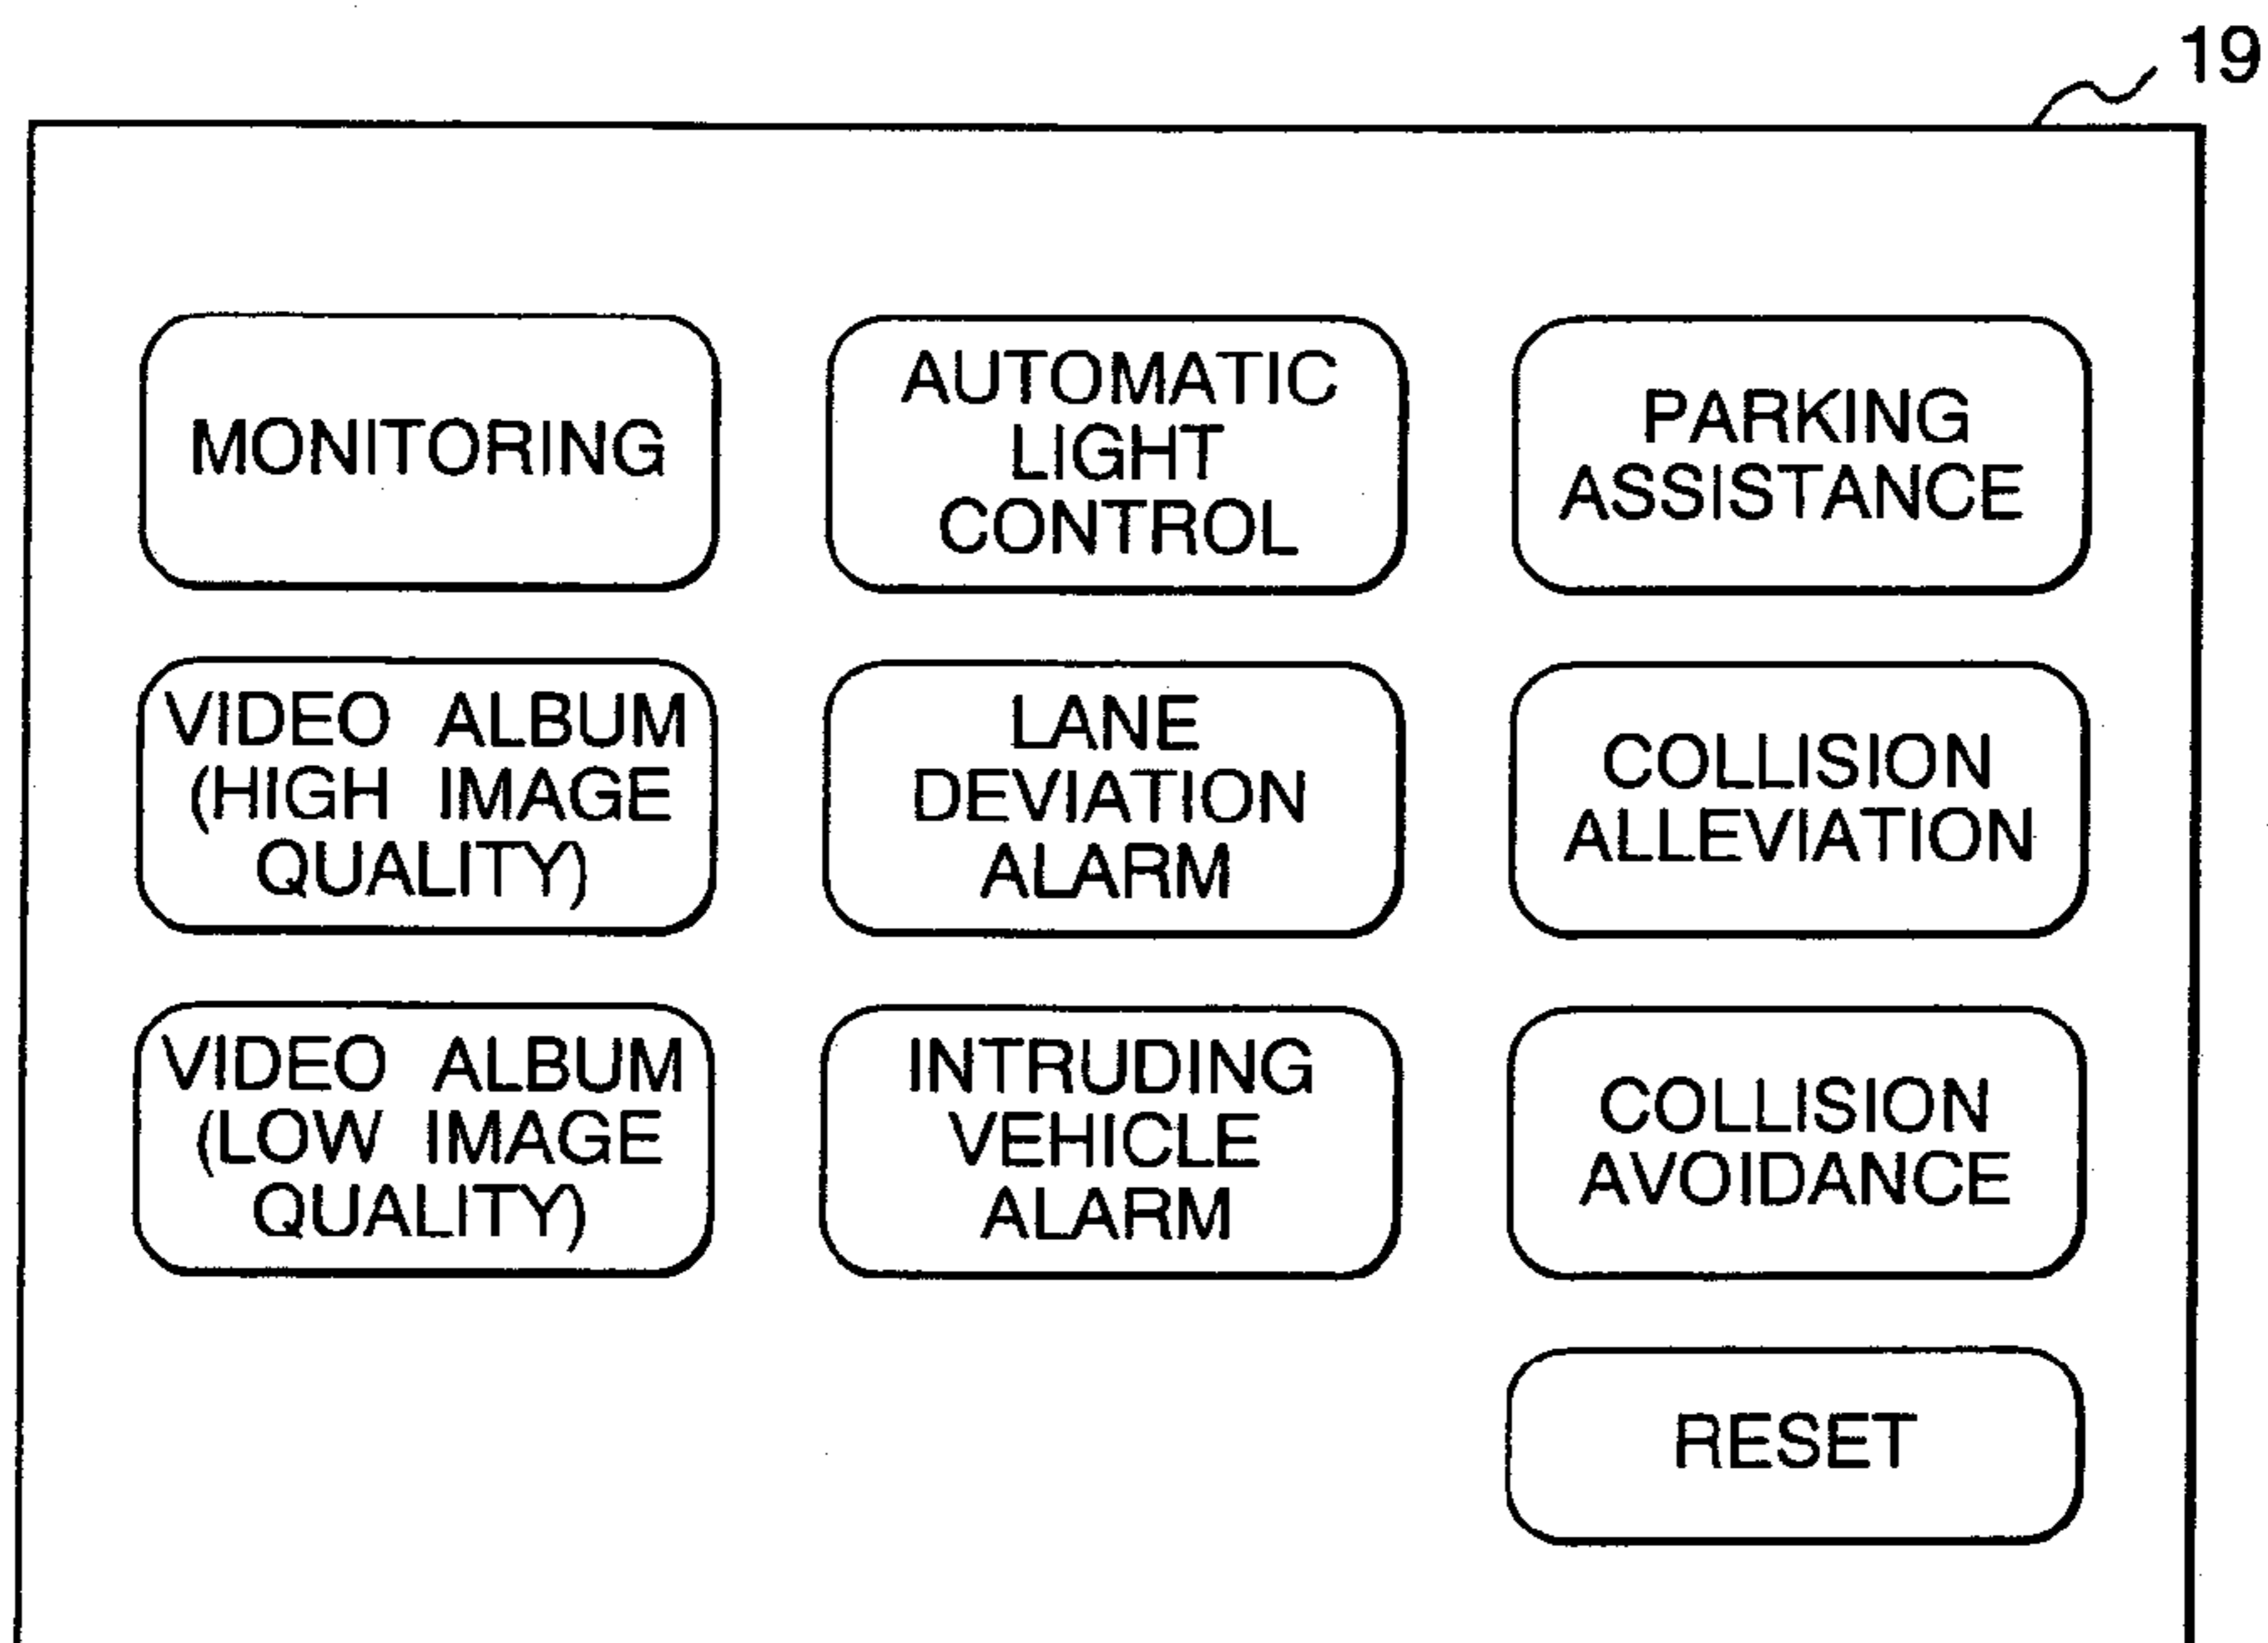 19
MONITORING
AUTOMATIC
LIGHT
CONTROL
PARKING
ASSISTANCE
VIDEO ALBUM
(HIGH IMAGE
QUALITY)
LANE
DEVIATION
ALARM
COLLISION
ALLEVIATION
VIDEO ALBUM
(LOW IMAGE
QUALITY)
INTRUDING
VEHICLE
ALARM
COLLISION
AVOIDANCE
RESET